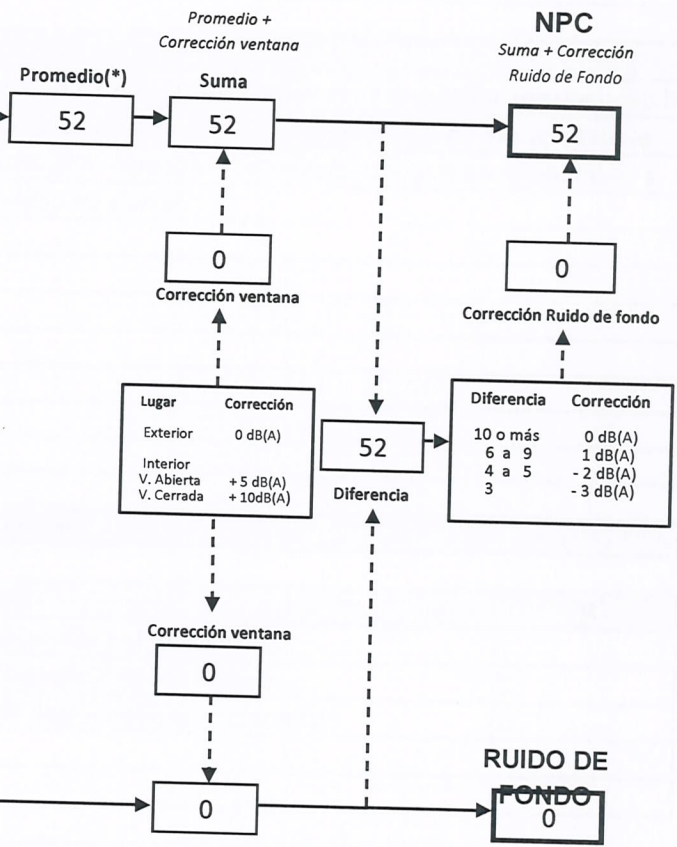 Promedio +
Corrección ventana
NPC
Suma + Corrección
Ruido de Fondo
Promedio(*)
Suma
52
52
52
0
0
Corrección ventana
Corrección Ruido de fondo
Lugar Corrección
Exterior 0 dB(A)
Interior
V. Abierta + 5 dB(A)
V. Cerrada + 10dB(A)
52
Diferencia
Diferencia Corrección
10 o más 0 dB(A)
6 a 9 1 dB(A)
4 a 5 - 2 dB(A)
3 - 3 dB(A)
Corrección ventana
0
RUIDO DE
FONDO
0
0